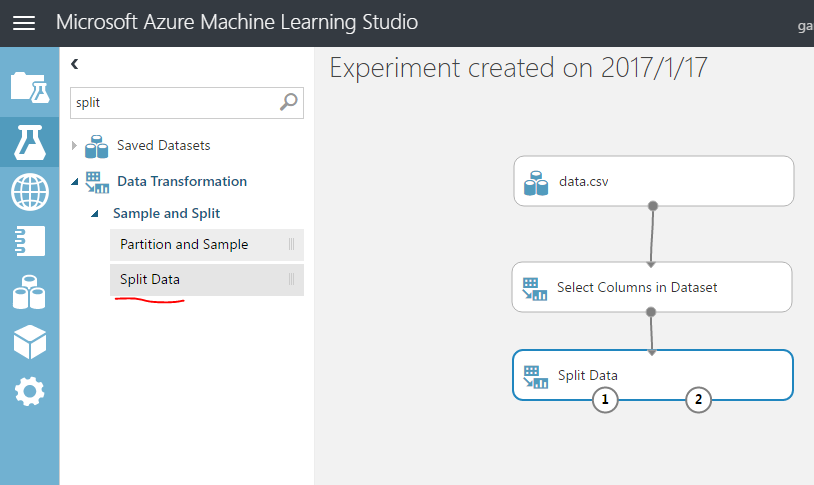 Microsoft Azure Machine Learning Studio
ga
split
Saved Datasets
Data Transformation
Sample and Split
Partition and Sample
Split Data
Experiment created on 2017/1/17
data.csv
Select Columns in Dataset
Split Data
1
2